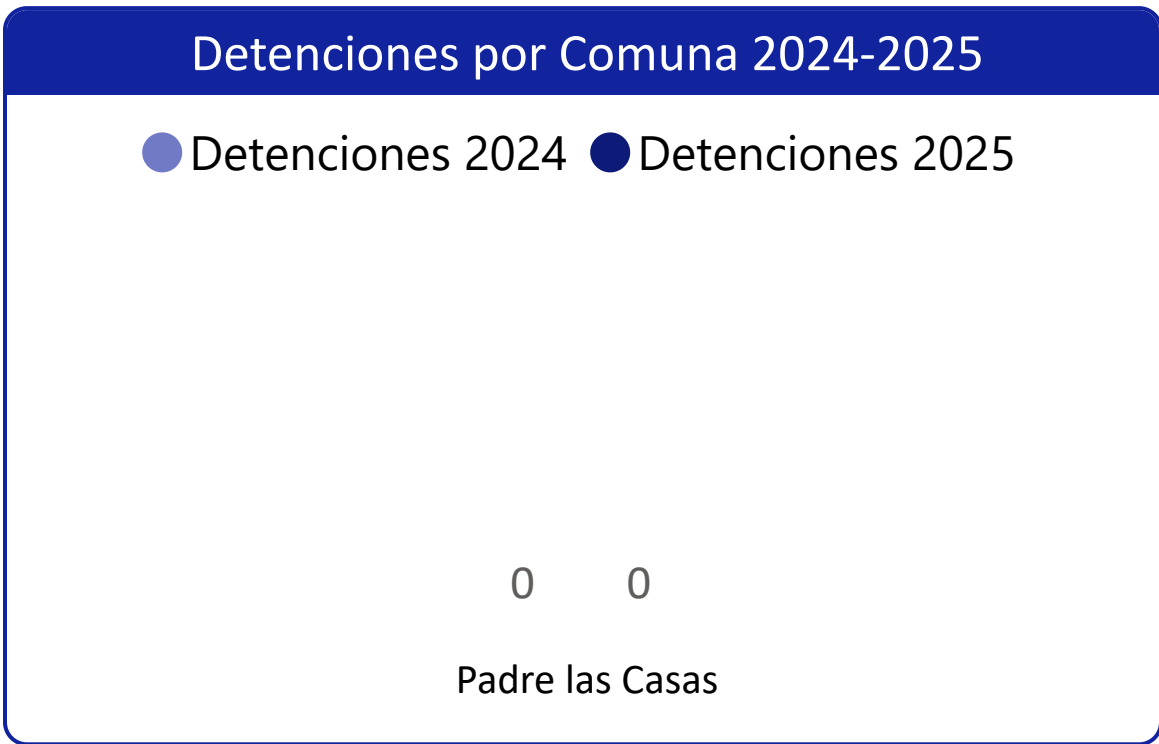 Detenciones por Comuna 2024-2025
Detenciones 2024 Detenciones 2025
0 0
Padre las Casas